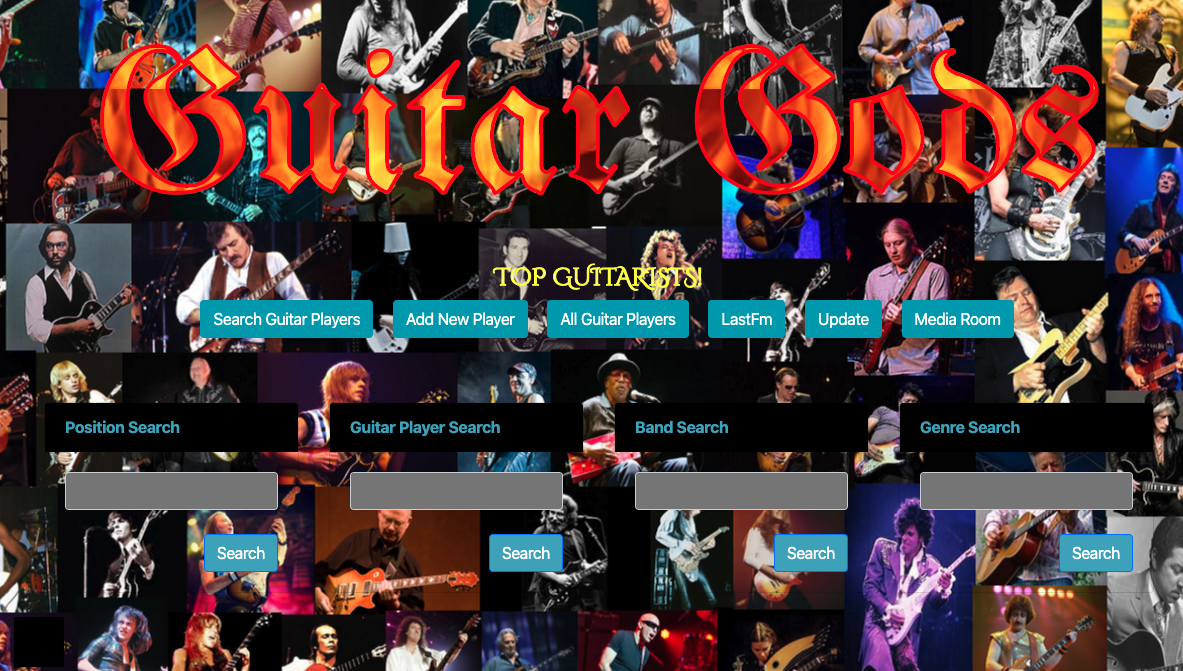 Guitar Gods
TOP GUITARISTS!
Search Guitar Players Add New Player All Guitar Players LastFm Update Media Room
Position Search Guitar Player Search Band Search Genre Search
Search Search Search Search